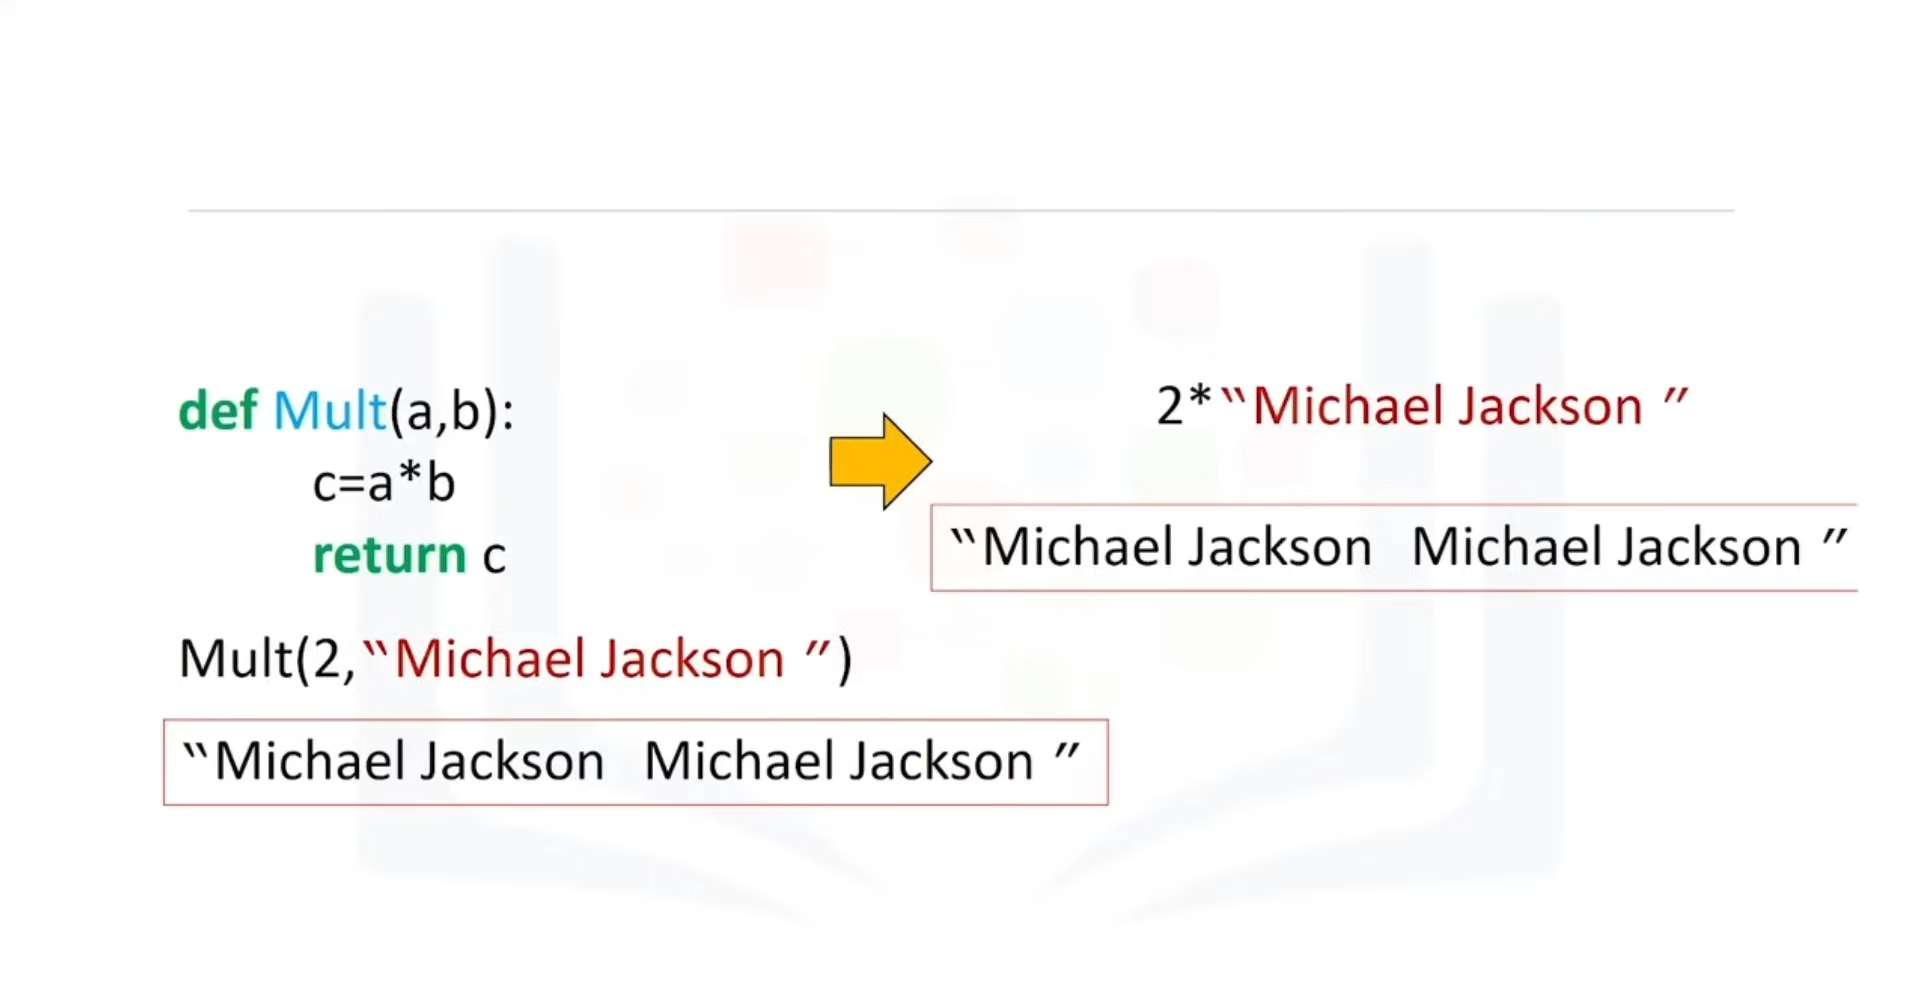 def Mult(a,b):
c=a*b
return c
Mult(2,‶Michael Jackson ″)
‶Michael Jackson   Michael Jackson ″
2*‶Michael Jackson ″
‶Michael Jackson   Michael Jackson ″